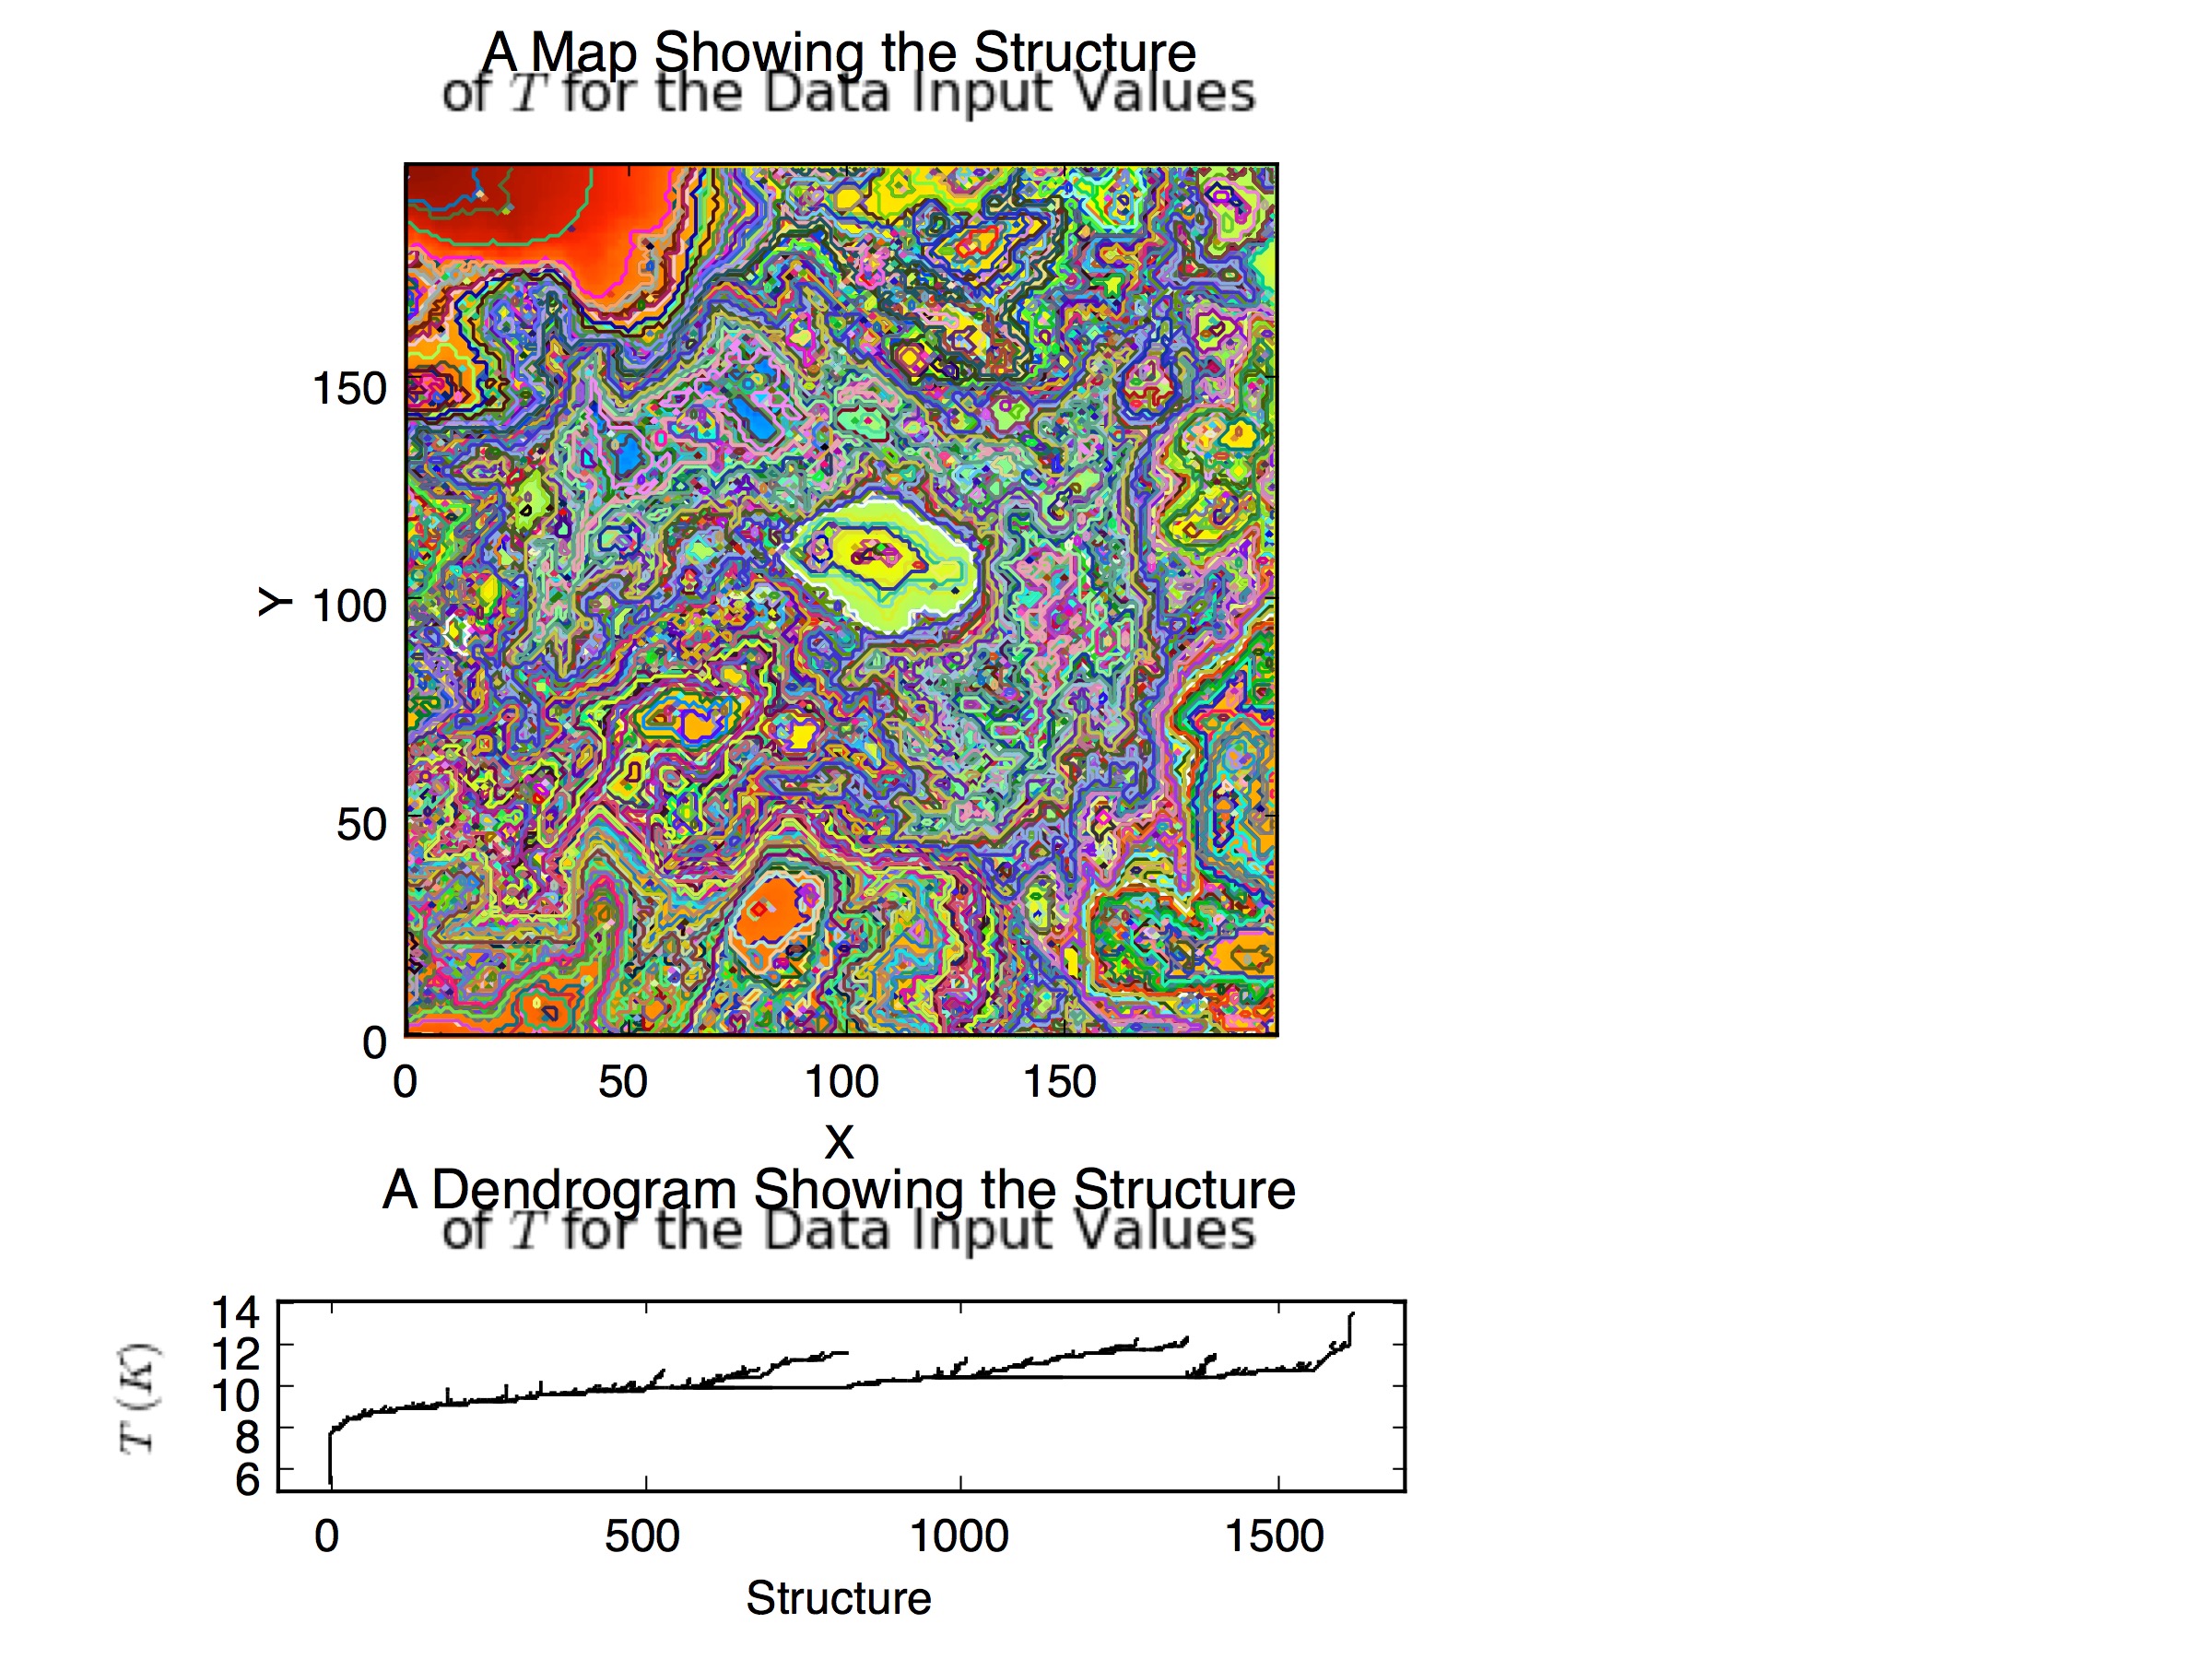 A Map Showing the Structure
of T for the Data Input Values
150
Y 100
50
0
0 50 100 150
X
A Dendrogram Showing the Structure
of T for the Data Input Values
14
12
10
8
6
T (K)
0 500 1000 1500
Structure